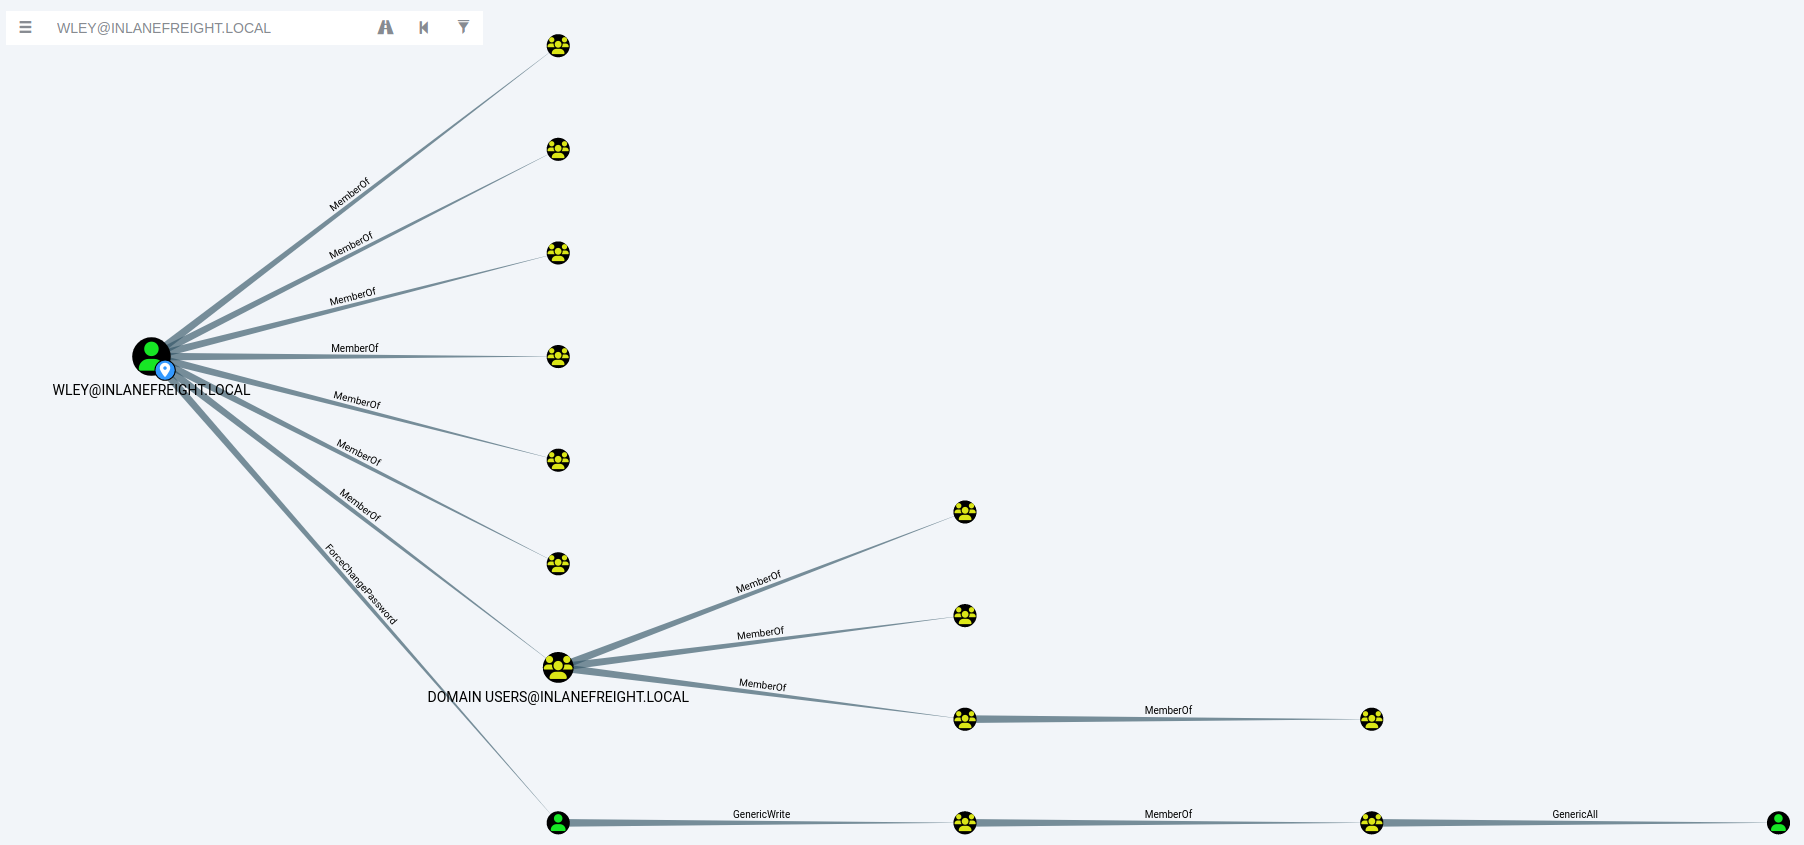 WLEY@INLANEFREIGHT.LOCAL
MemberOf
MemberOf
MemberOf
MemberOf
WLEY@INLANEFREIGHT.LOCAL
MemberOf
MemberOf
MemberOf
ForceChangePassword
MemberOf
MemberOf
MemberOf
DOMAIN USERS@INLANEFREIGHT.LOCAL
MemberOf
GenericWrite
MemberOf
GenericAll